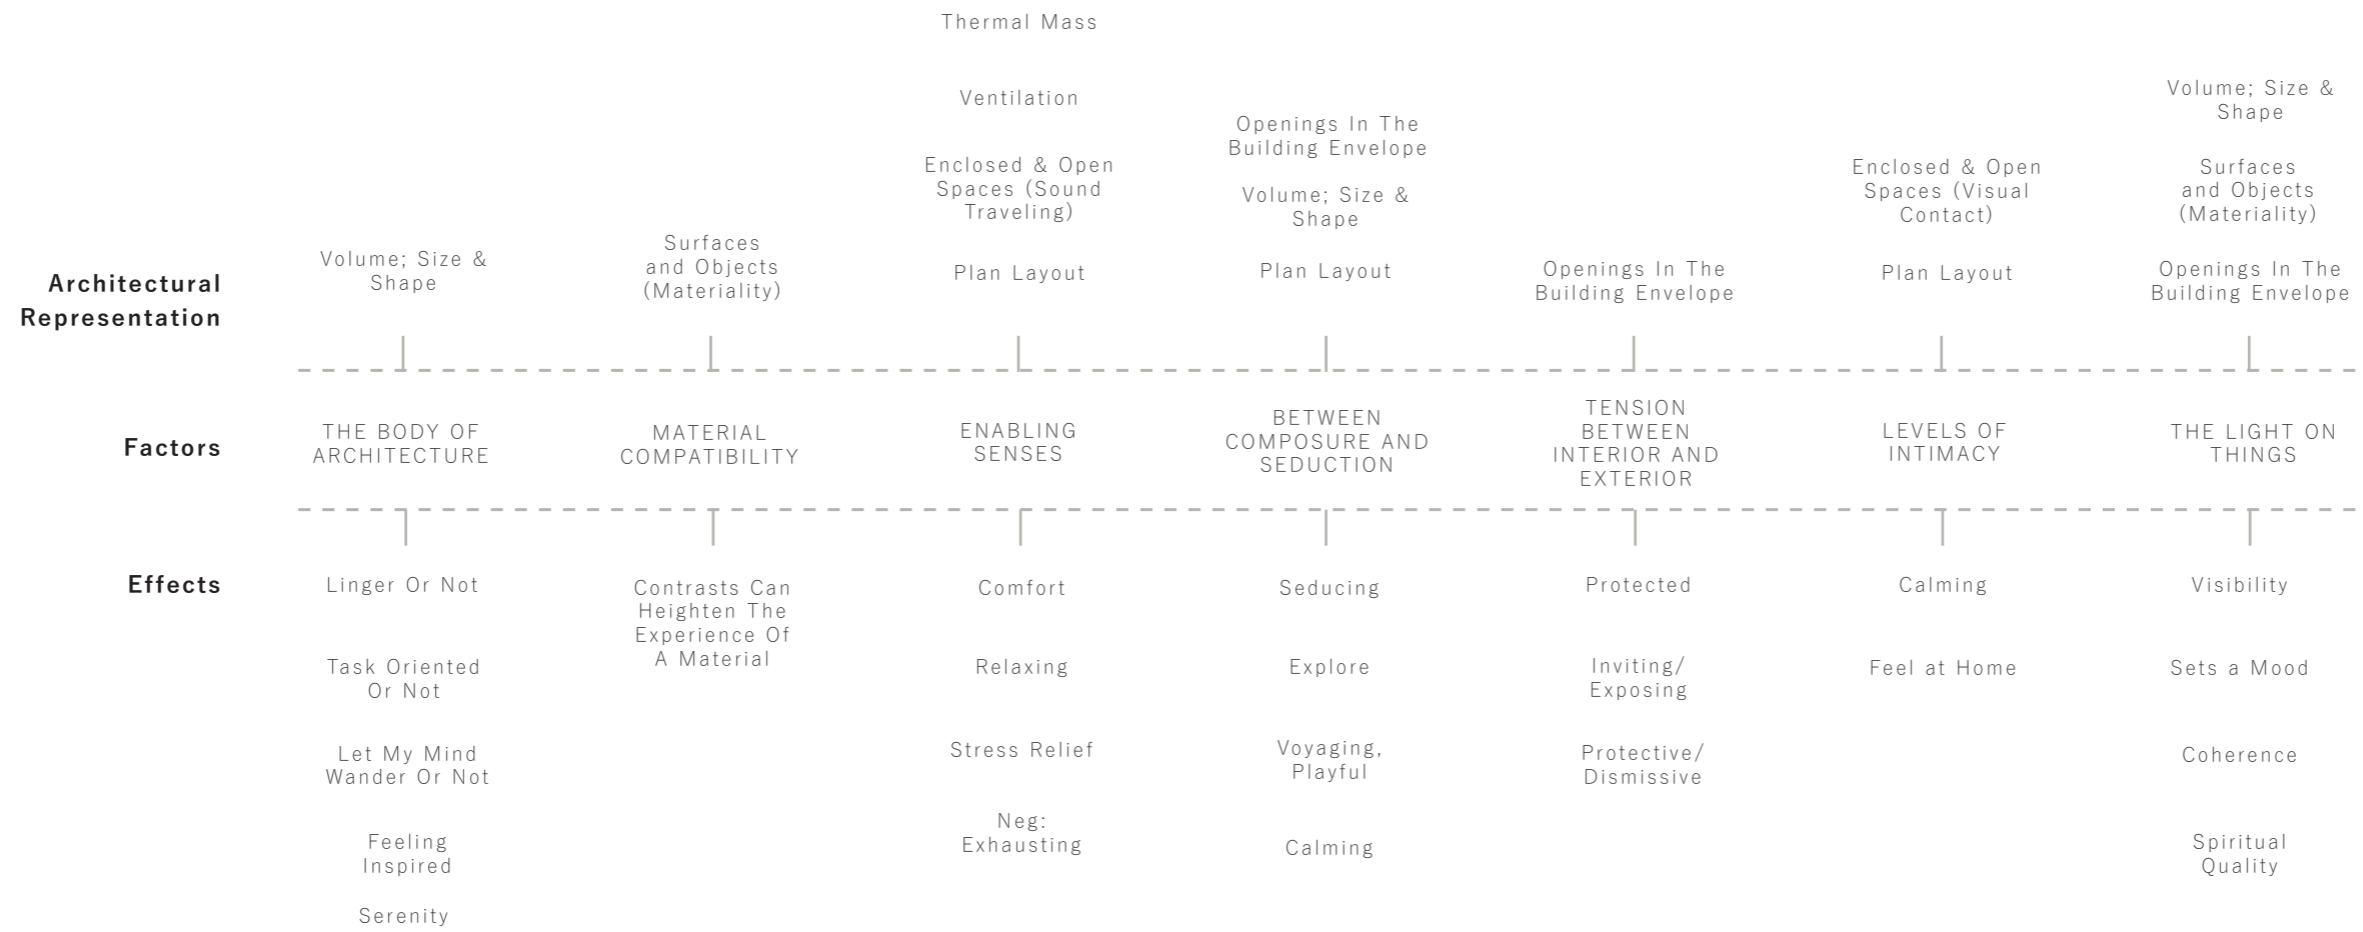 Architectural
Representation
Volume; Size &
Shape
Surfaces
and Objects
(Materiality)
Thermal Mass
Ventilation
Enclosed & Open
Spaces (Sound
Traveling)
Plan Layout
Openings In The
Building Envelope
Volume; Size &
Shape
Plan Layout
Openings In The
Building Envelope
Enclosed & Open
Spaces (Visual
Contact)
Plan Layout
Volume; Size &
Shape
Surfaces
and Objects
(Materiality)
Openings In The
Building Envelope
Factors
THE BODY OF
ARCHITECTURE
MATERIAL
COMPATIBILITY
ENABLING
SENSES
BETWEEN
COMPOSURE AND
SEDUCTION
TENSION
BETWEEN
INTERIOR AND
EXTERIOR
LEVELS OF
INTIMACY
THE LIGHT ON
THINGS
Effects
Linger Or Not
Task Oriented
Or Not
Let My Mind
Wander Or Not
Feeling
Inspired
Serenity
Contrasts Can
Heighten The
Experience Of
A Material
Comfort
Relaxing
Stress Relief
Neg:
Exhausting
Seducing
Explore
Voyaging,
Playful
Calming
Protected
Inviting/
Exposing
Protective/
Dismissive
Calming
Feel at Home
Visibility
Sets a Mood
Coherence
Spiritual
Quality